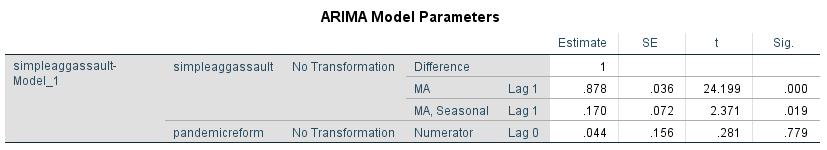 ARIMA Model Parameters
Estimate SE t Sig.
simpleaggassault-Model_1 simpleaggassault No Transformation Difference 1
MA Lag 1 .878 .036 24.199 .000
MA, Seasonal Lag 1 .170 .072 2.371 .019
pandemicreform No Transformation Numerator Lag 0 .044 .156 .281 .779